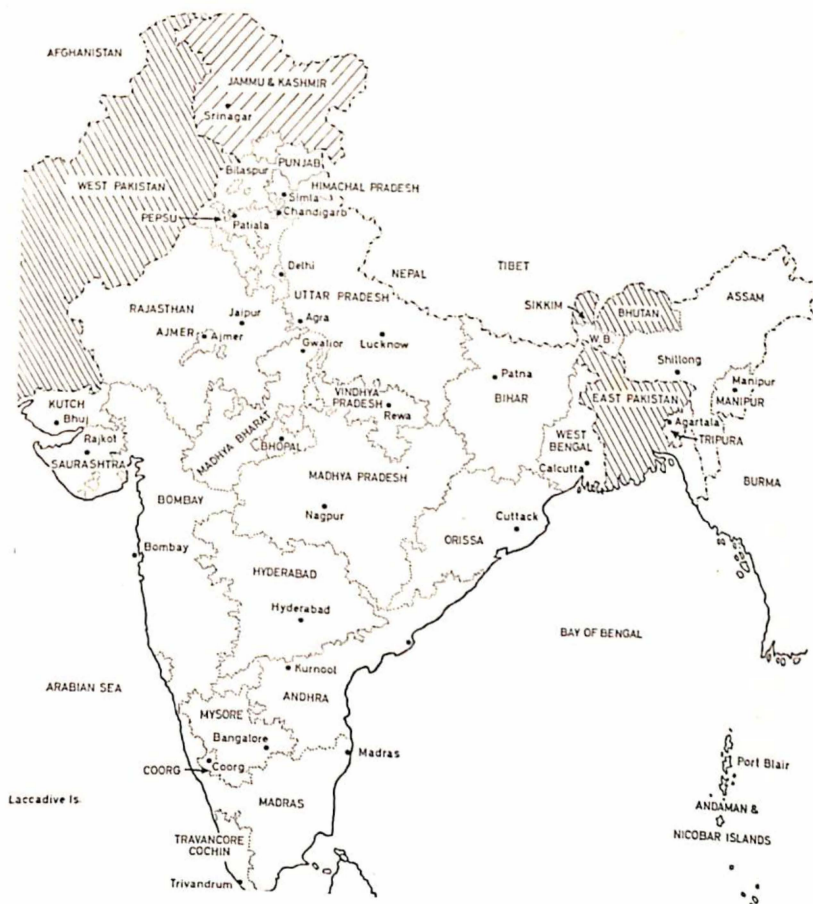 AFGHANISTAN
JAMMU & KASHMIR
Srinagar
PUNJAB
Bilaspur
WEST PAKISTAN
HIMACHAL PRADESH
Simla
PEPSU
Patiala
Chandigarb
Delhi
NEPAL
TIBET
UTTAR PRADESH
SIKKIM
BHUTAN
ASSAM
RAJASTHAN
Jaipur
Agra
AJMER
Ajmer
Lucknow
W.B.
Gwalior
Shillong
Patna
BIHAR
Manipur
MANIPUR
KUTCH
Bhuj
VINDHYA
PRADESH
Rewa
EAST PAKISTAN
Agartala
TRIPURA
Rajkot
SAURASHTRA
MADHYA BHARAT
BHOPAL
WEST
BENGAL
Calcutta
MADHYA PRADESH
BURMA
BOMBAY
Nagpur
Cuttack
ORISSA
Bombay
HYDERABAD
Hyderabad
BAY OF BENGAL
Kurnool
ARABIAN SEA
ANDHRA
MYSORE
Bangalore
Madras
COORG
Coorg
Port Blair
Laccadive Is.
MADRAS
ANDAMAN &
NICOBAR ISLANDS
TRAVANCORE
COCHIN
Trivandrum